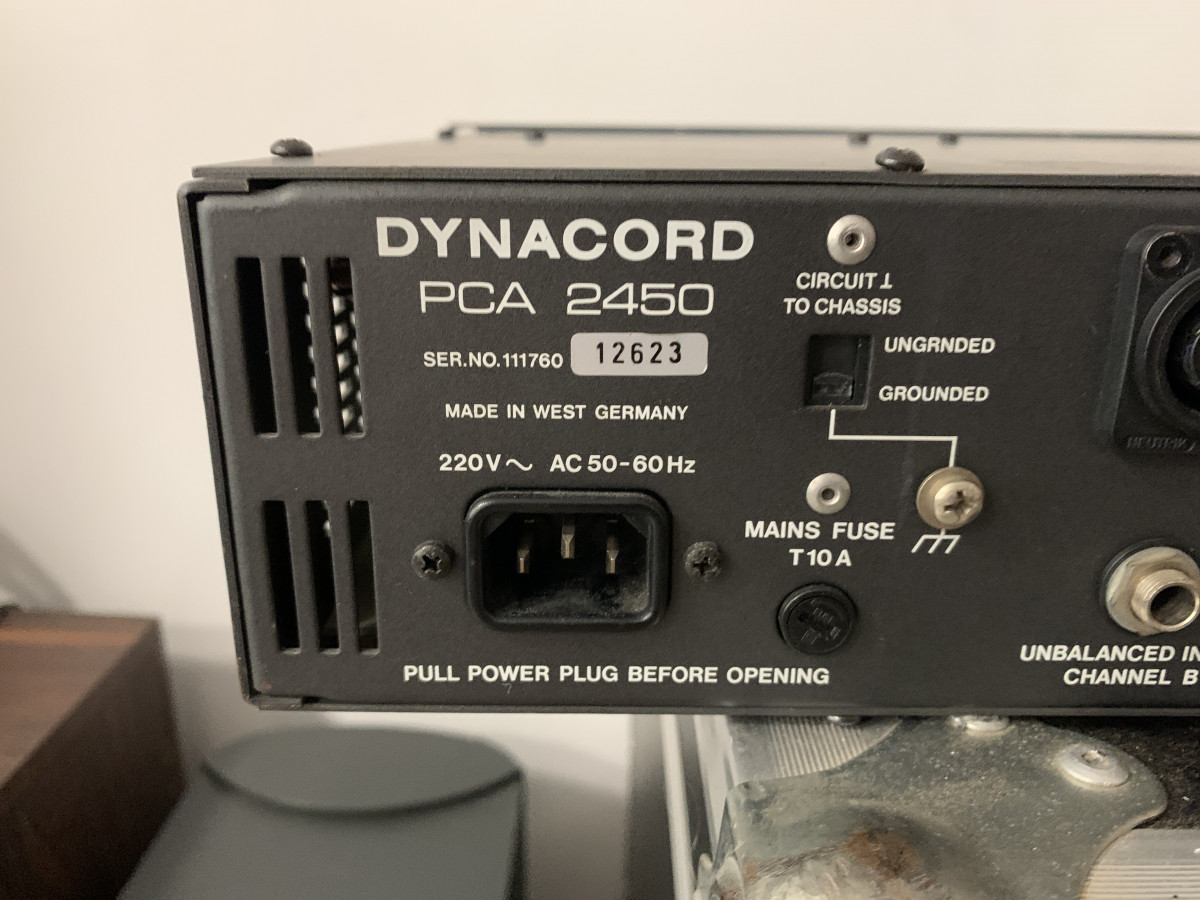 DYNACORD
PCA 2450
SER.NO.111760 12623
MADE IN WEST GERMANY
220V~ AC 50-60Hz
PULL POWER PLUG BEFORE OPENING
CIRCUIT ⊥
TO CHASSIS
UNGRNDED
GROUNDED
MAINS FUSE
T10A
NEUTRIK
UNBALANCED IN
CHANNEL B